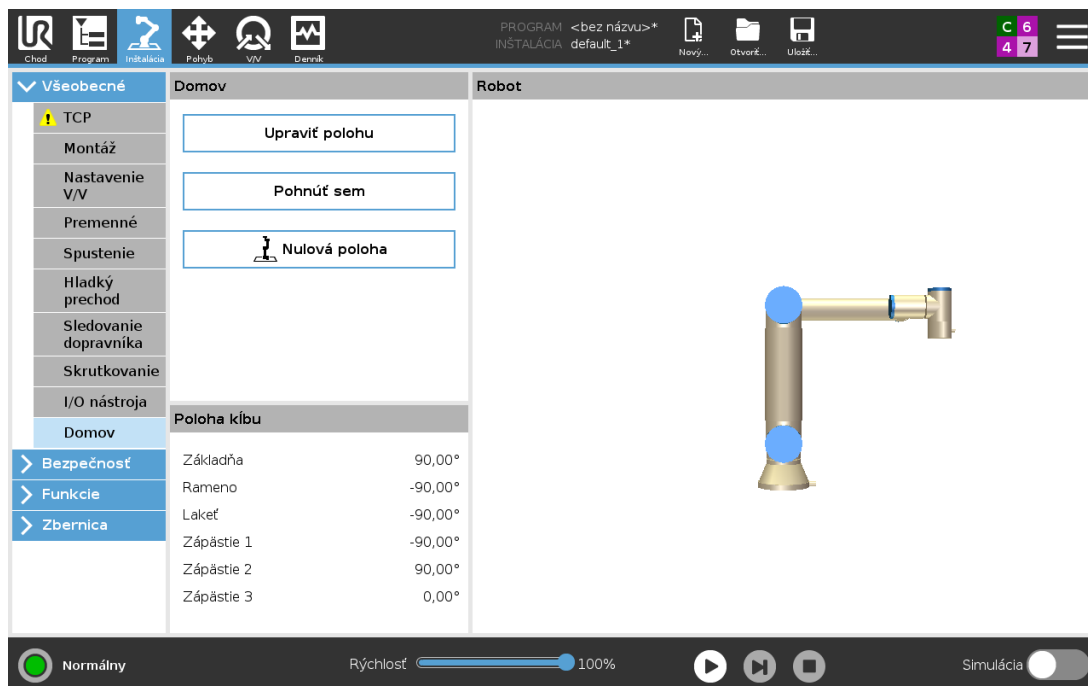 UR
Chod
Program
Inštalácia
Pohyb
V/V
Denník
PROGRAM <bez názvu>*
INŠTALÁCIA default_1*
Nový...
Otvoriť...
Uložiť...
C 6
4 7
Všeobecné
TCP
Montáž
Nastavenie
V/V
Premenné
Spustenie
Hladký
prechod
Sledovanie
dopravníka
Skrutkovanie
I/O nástroja
Domov
Bezpečnosť
Funkcie
Zbernica
Domov
Upraviť polohu
Pohnúť sem
Nulová poloha
Poloha kĺbu
Základňa 90,00°
Rameno -90,00°
Lakeť -90,00°
Zápästie 1 -90,00°
Zápästie 2 90,00°
Zápästie 3 0,00°
Robot
Normálny
Rýchlosť 100%
Simulácia